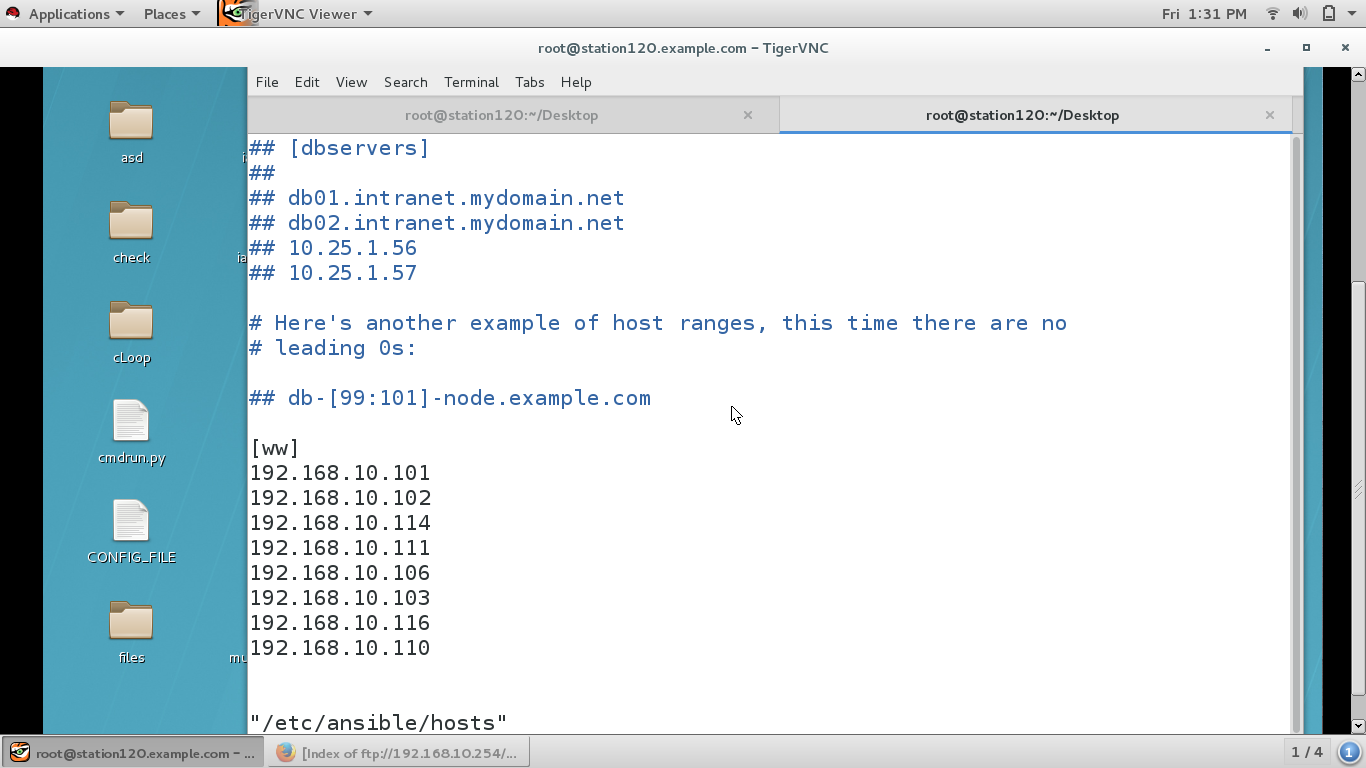 Applications
Places
TigerVNC Viewer
Fri 1:31 PM
root@station120.example.com – TigerVNC
File Edit View Search Terminal Tabs Help
root@station120:~/Desktop
root@station120:~/Desktop
asd
check
cLoop
cmdrun.py
CONFIG_FILE
files
## [dbservers]
##
## db01.intranet.mydomain.net
## db02.intranet.mydomain.net
## 10.25.1.56
## 10.25.1.57
# Here's another example of host ranges, this time there are no
# leading 0s:
## db-[99:101]-node.example.com
[ww]
192.168.10.101
192.168.10.102
192.168.10.114
192.168.10.111
192.168.10.106
192.168.10.103
192.168.10.116
192.168.10.110
"/etc/ansible/hosts"
root@station120.example.com – ...
[Index of ftp://192.168.10.254/...
1 / 4
1